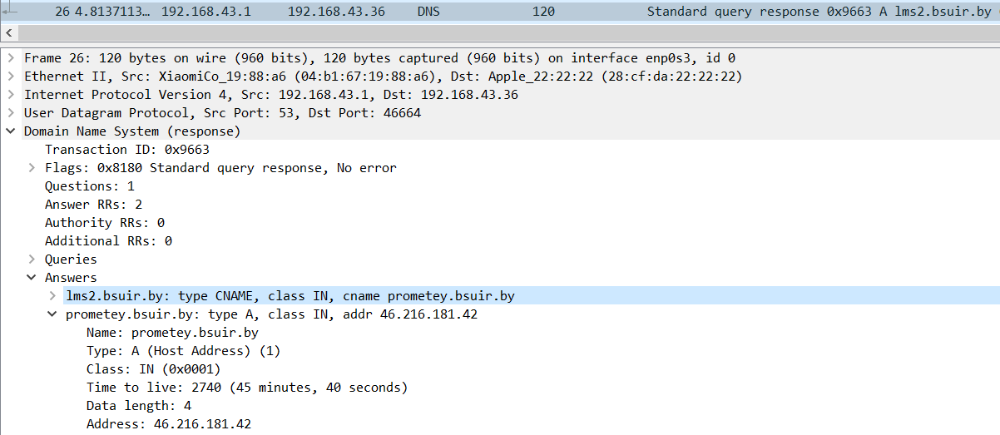 26 4.8137113… 192.168.43.1 192.168.43.36 DNS 120 Standard query response 0x9663 A lms2.bsuir.by
Frame 26: 120 bytes on wire (960 bits), 120 bytes captured (960 bits) on interface enp0s3, id 0
Ethernet II, Src: XiaomiCo_19:88:a6 (04:b1:67:19:88:a6), Dst: Apple_22:22:22 (28:cf:da:22:22:22)
Internet Protocol Version 4, Src: 192.168.43.1, Dst: 192.168.43.36
User Datagram Protocol, Src Port: 53, Dst Port: 46664
Domain Name System (response)
Transaction ID: 0x9663
Flags: 0x8180 Standard query response, No error
Questions: 1
Answer RRs: 2
Authority RRs: 0
Additional RRs: 0
Queries
Answers
lms2.bsuir.by: type CNAME, class IN, cname prometey.bsuir.by
prometey.bsuir.by: type A, class IN, addr 46.216.181.42
Name: prometey.bsuir.by
Type: A (Host Address) (1)
Class: IN (0x0001)
Time to live: 2740 (45 minutes, 40 seconds)
Data length: 4
Address: 46.216.181.42